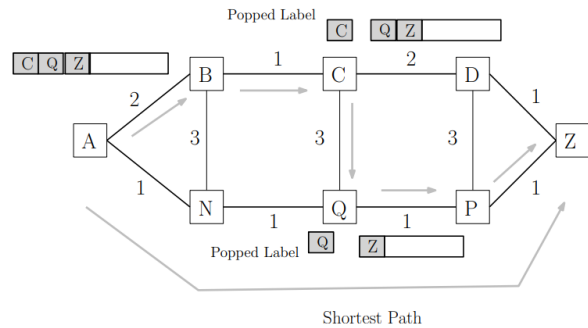 Popped Label C Q Z
C Q Z
B 1 C 2 D
2 1
A 3 3 3 Z
1 1
N 1 Q 1 P
Popped Label Q Z
Shortest Path